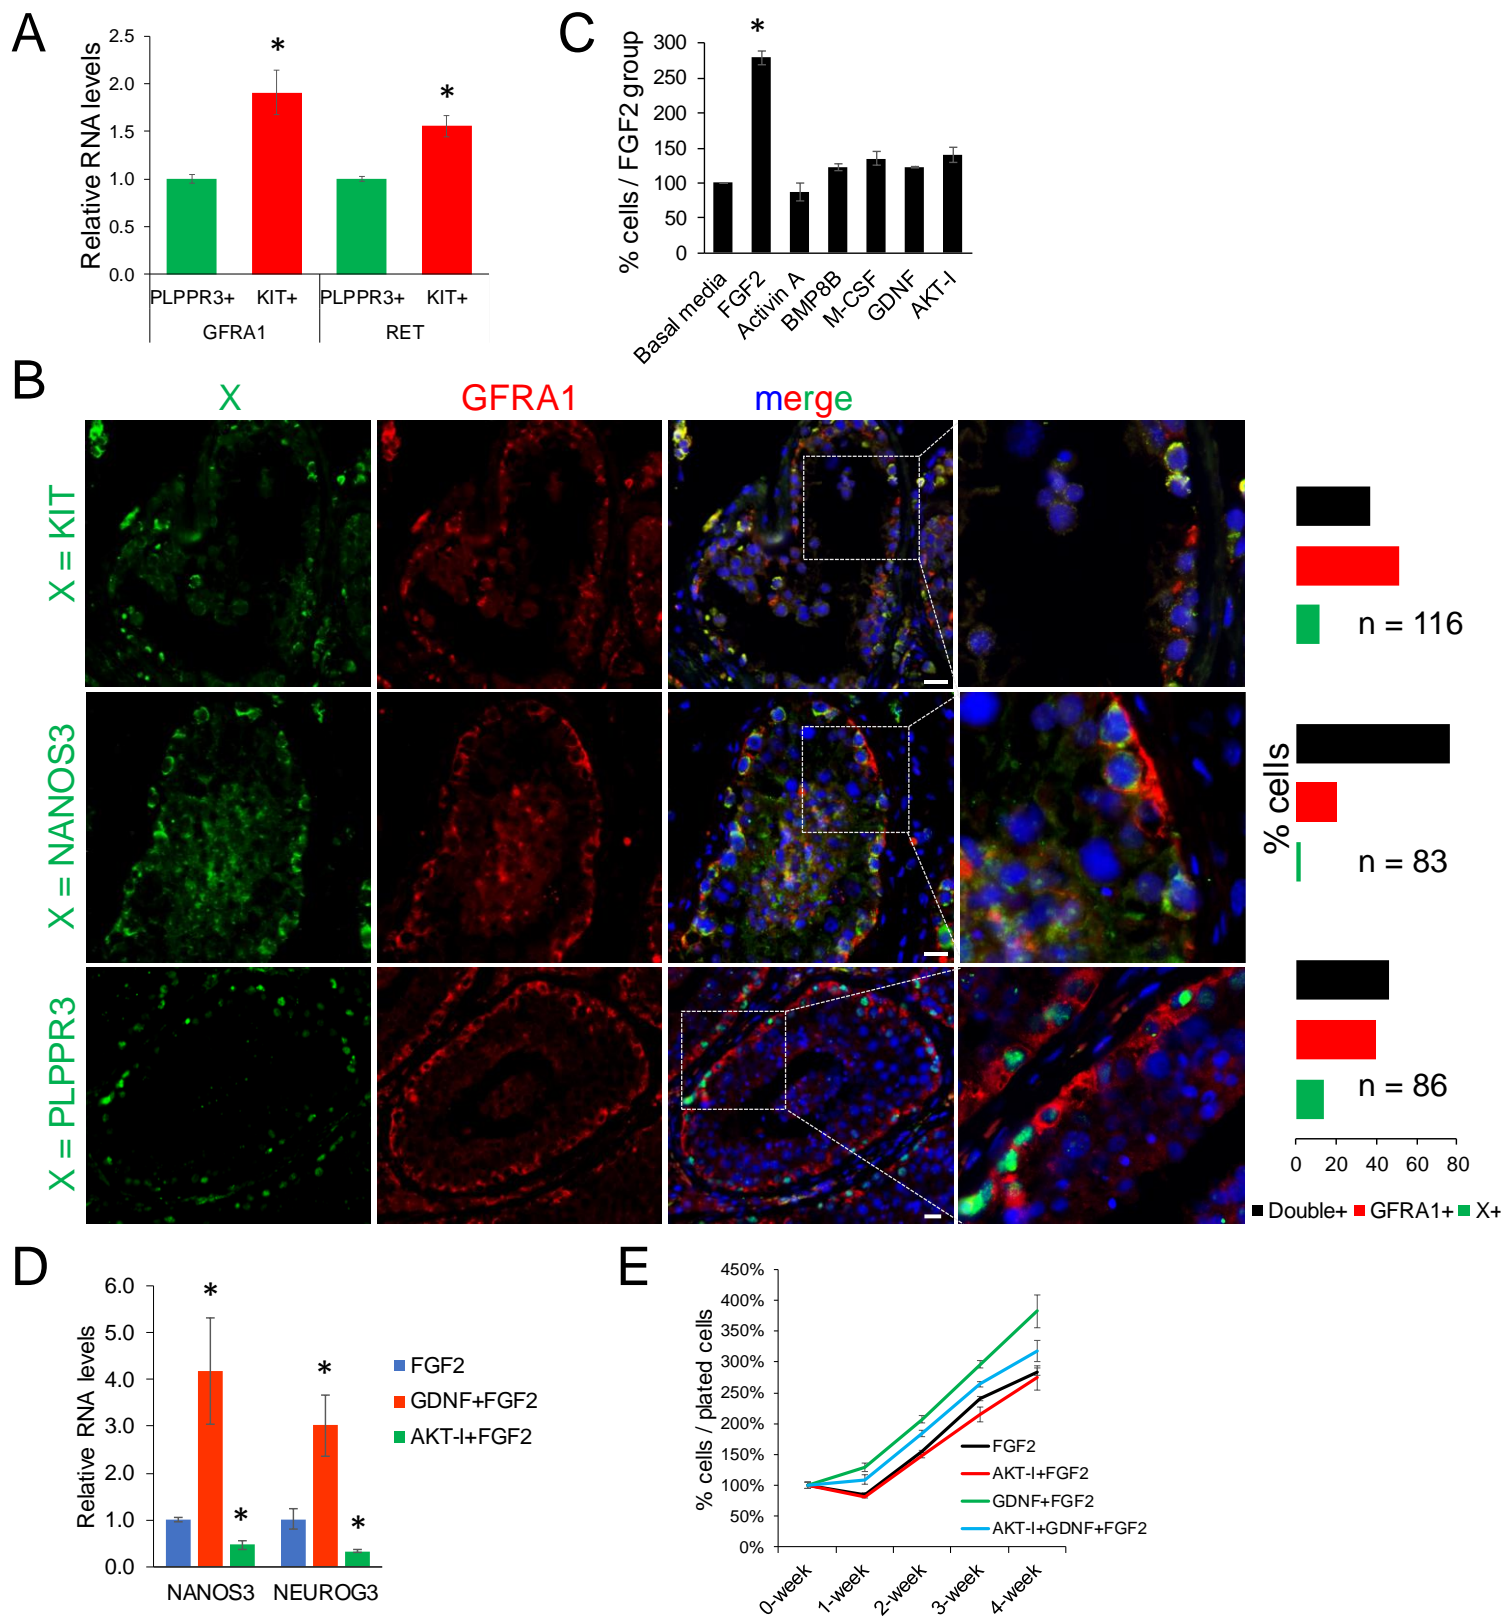 A
Relative RNA levels
2.5
2.0
1.5
1.0
0.5
0.0
*
*
PLPPR3+ KIT+ PLPPR3+ KIT+
GFRA1 RET
C
% cells / FGF2 group
300
250
200
150
100
50
0
*
Basal media
FGF2
Activin A
BMP8B
M-CSF
GDNF
AKT-I
B
X GFRA1 merge
X = KIT
n = 116
X = NANOS3
n = 83
X = PLPPR3
n = 86
% cells
0 20 40 60 80
Double+ GFRA1+ X+
D
Relative RNA levels
6.0
5.0
4.0
3.0
2.0
1.0
0.0
*
*
*
*
NANOS3 NEUROG3
FGF2
GDNF+FGF2
AKT-I+FGF2
E
% cells / plated cells
450%
400%
350%
300%
250%
200%
150%
100%
50%
0%
FGF2
AKT-I+FGF2
GDNF+FGF2
AKT-I+GDNF+FGF2
0-week
1-week
2-week
3-week
4-week